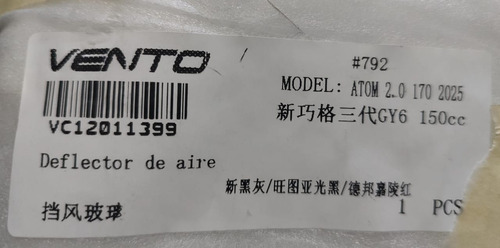 VENTO
#792
MODEL: ATOM 2.0 170 2025
VC12011399
新巧格三代GY6 150cc
Deflector de aire
新黑灰/旺图亚光黑/德邦嘉陵红
挡风玻璃
1 PCS